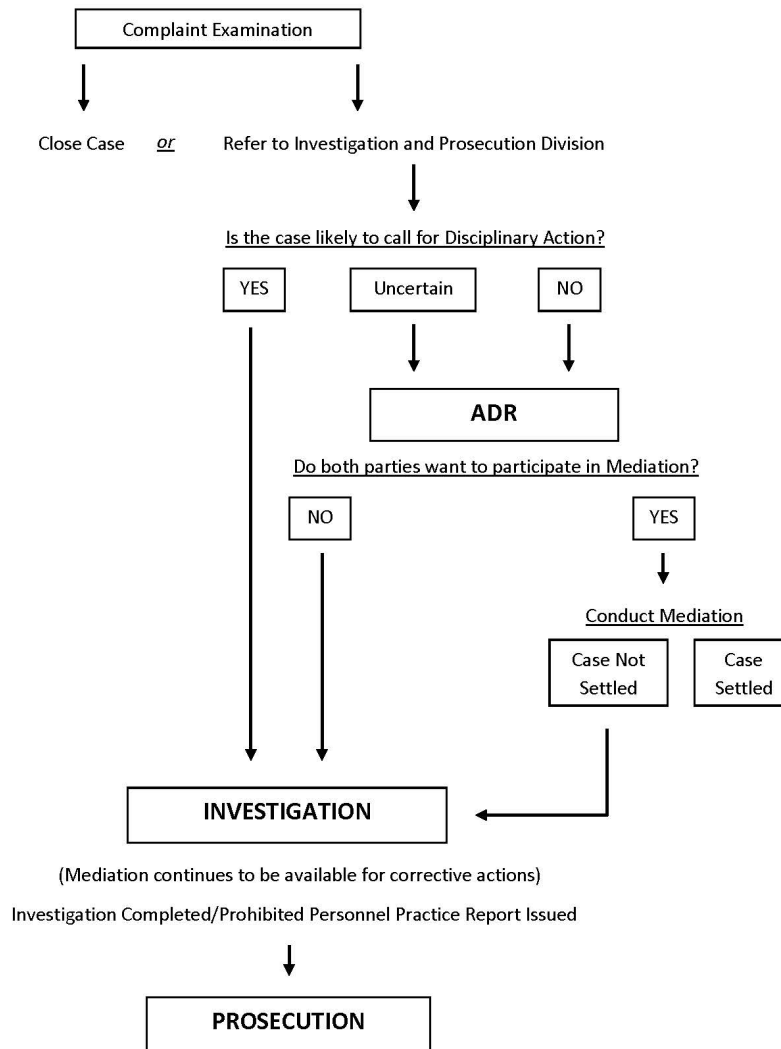 Complaint Examination
Close Case or Refer to Investigation and Prosecution Division
Is the case likely to call for Disciplinary Action?
YES
Uncertain
NO
ADR
Do both parties want to participate in Mediation?
NO
YES
Conduct Mediation
Case Not
Settled
Case
Settled
INVESTIGATION
(Mediation continues to be available for corrective actions)
Investigation Completed/Prohibited Personnel Practice Report Issued
PROSECUTION